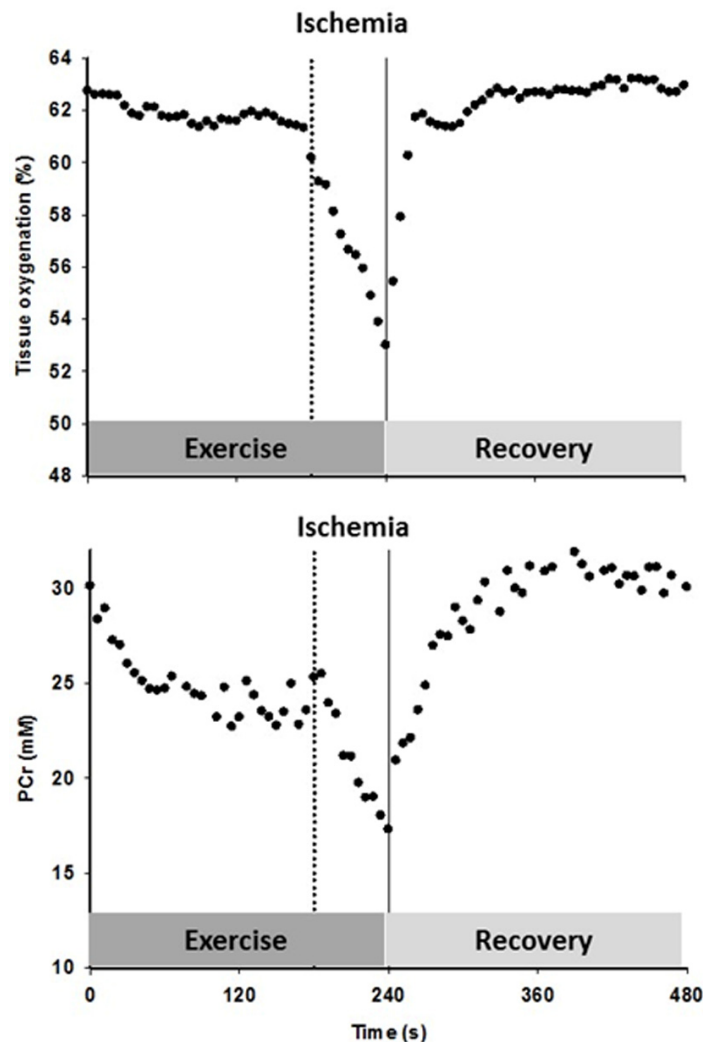 Ischemia
64
62
60
58
56
54
52
50
48
Tissue oxygenation (%)
Exercise
Recovery
Ischemia
30
25
20
15
10
PCr (mM)
Exercise
Recovery
0 120 240 360 480
Time (s)